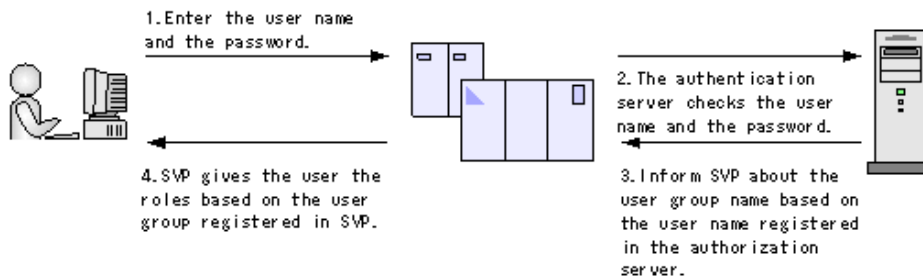 1.Enter the user name
and the password.
2. The authentication
server checks the user
name and the password.
3.Inform SVP about the
user group name based on
the user name registered
in the authorization
server.
4.SVP gives the user the
roles based on the user
group registered in SVP.